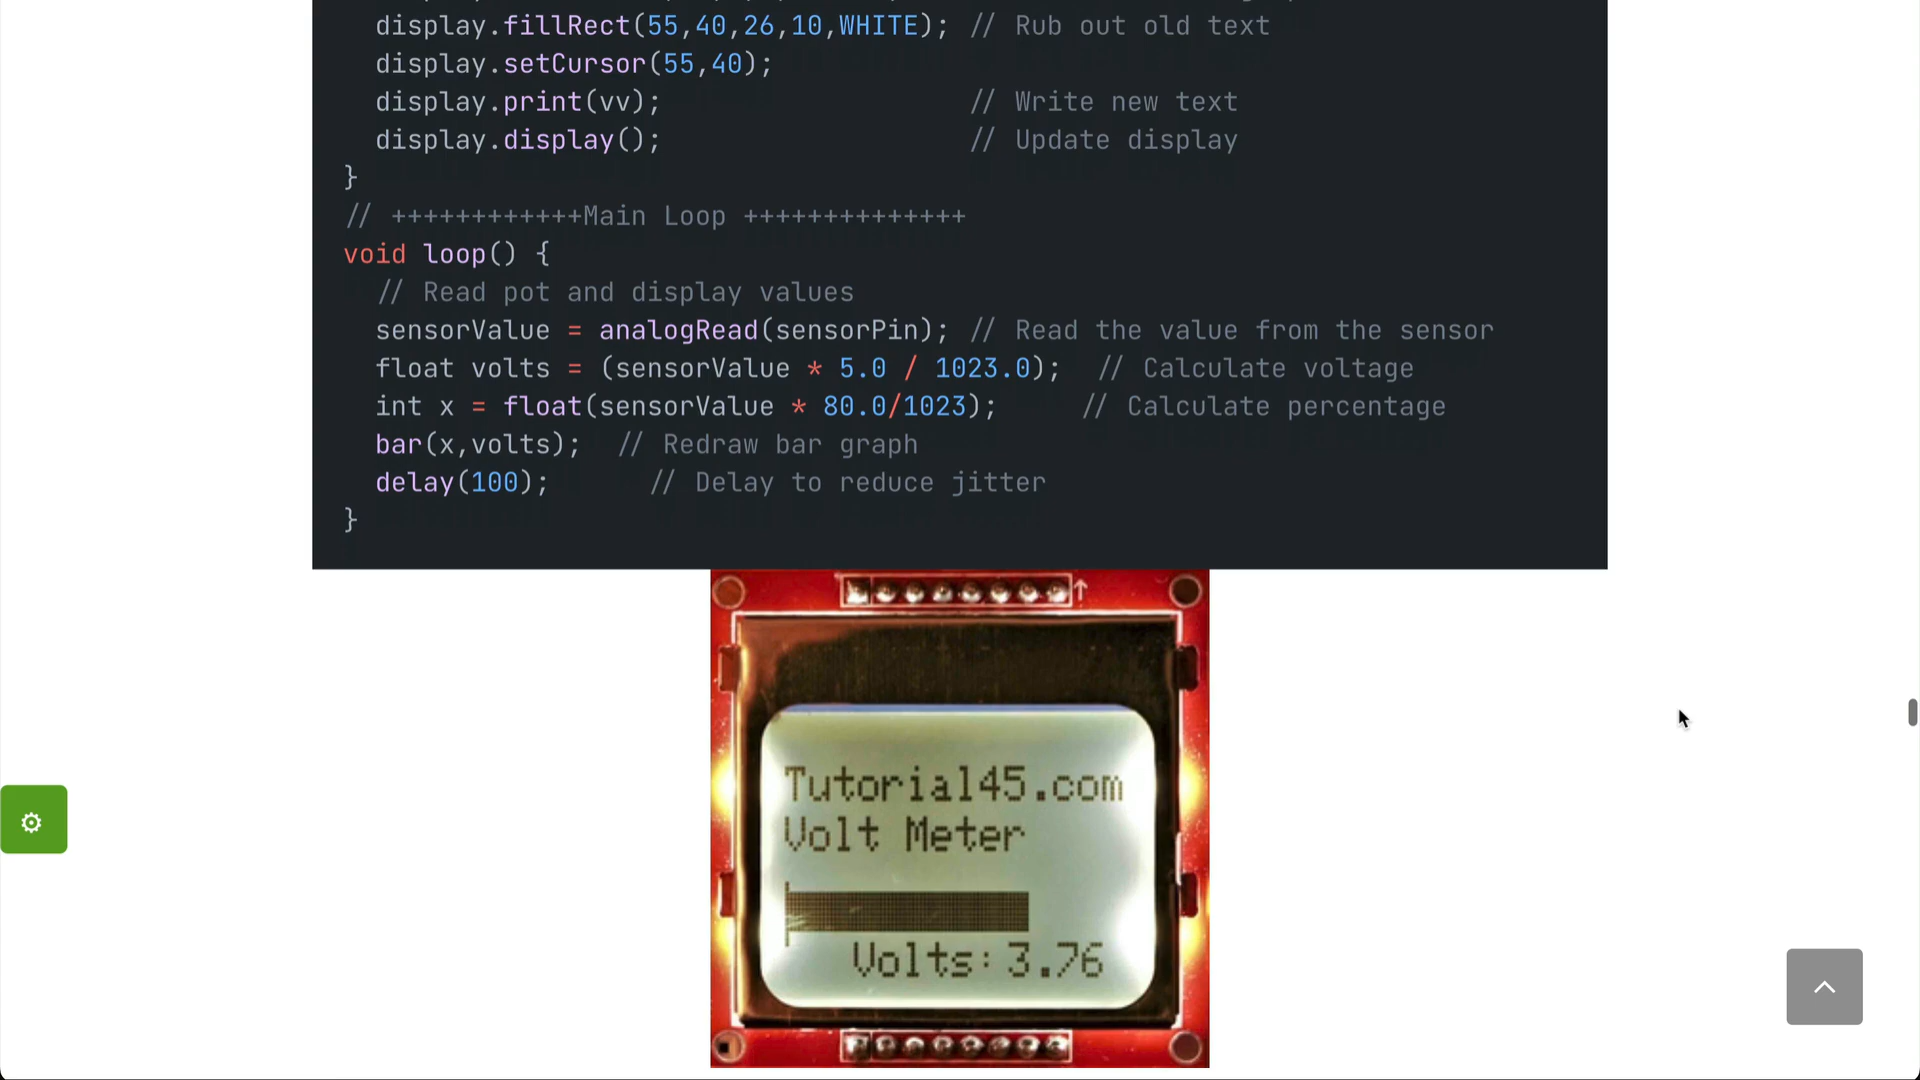 display.fillRect(55,40,26,10,WHITE); // Rub out old text
display.setCursor(55,40);
display.print(vv); // Write new text
display.display(); // Update display
}
// ++++++++++++Main Loop ++++++++++++++
void loop() {
// Read pot and display values
sensorValue = analogRead(sensorPin); // Read the value from the sensor
float volts = (sensorValue * 5.0 / 1023.0); // Calculate voltage
int x = float(sensorValue * 80.0/1023); // Calculate percentage
bar(x,volts); // Redraw bar graph
delay(100); // Delay to reduce jitter
}
Tutorial45.com
Volt Meter
Volts: 3.76